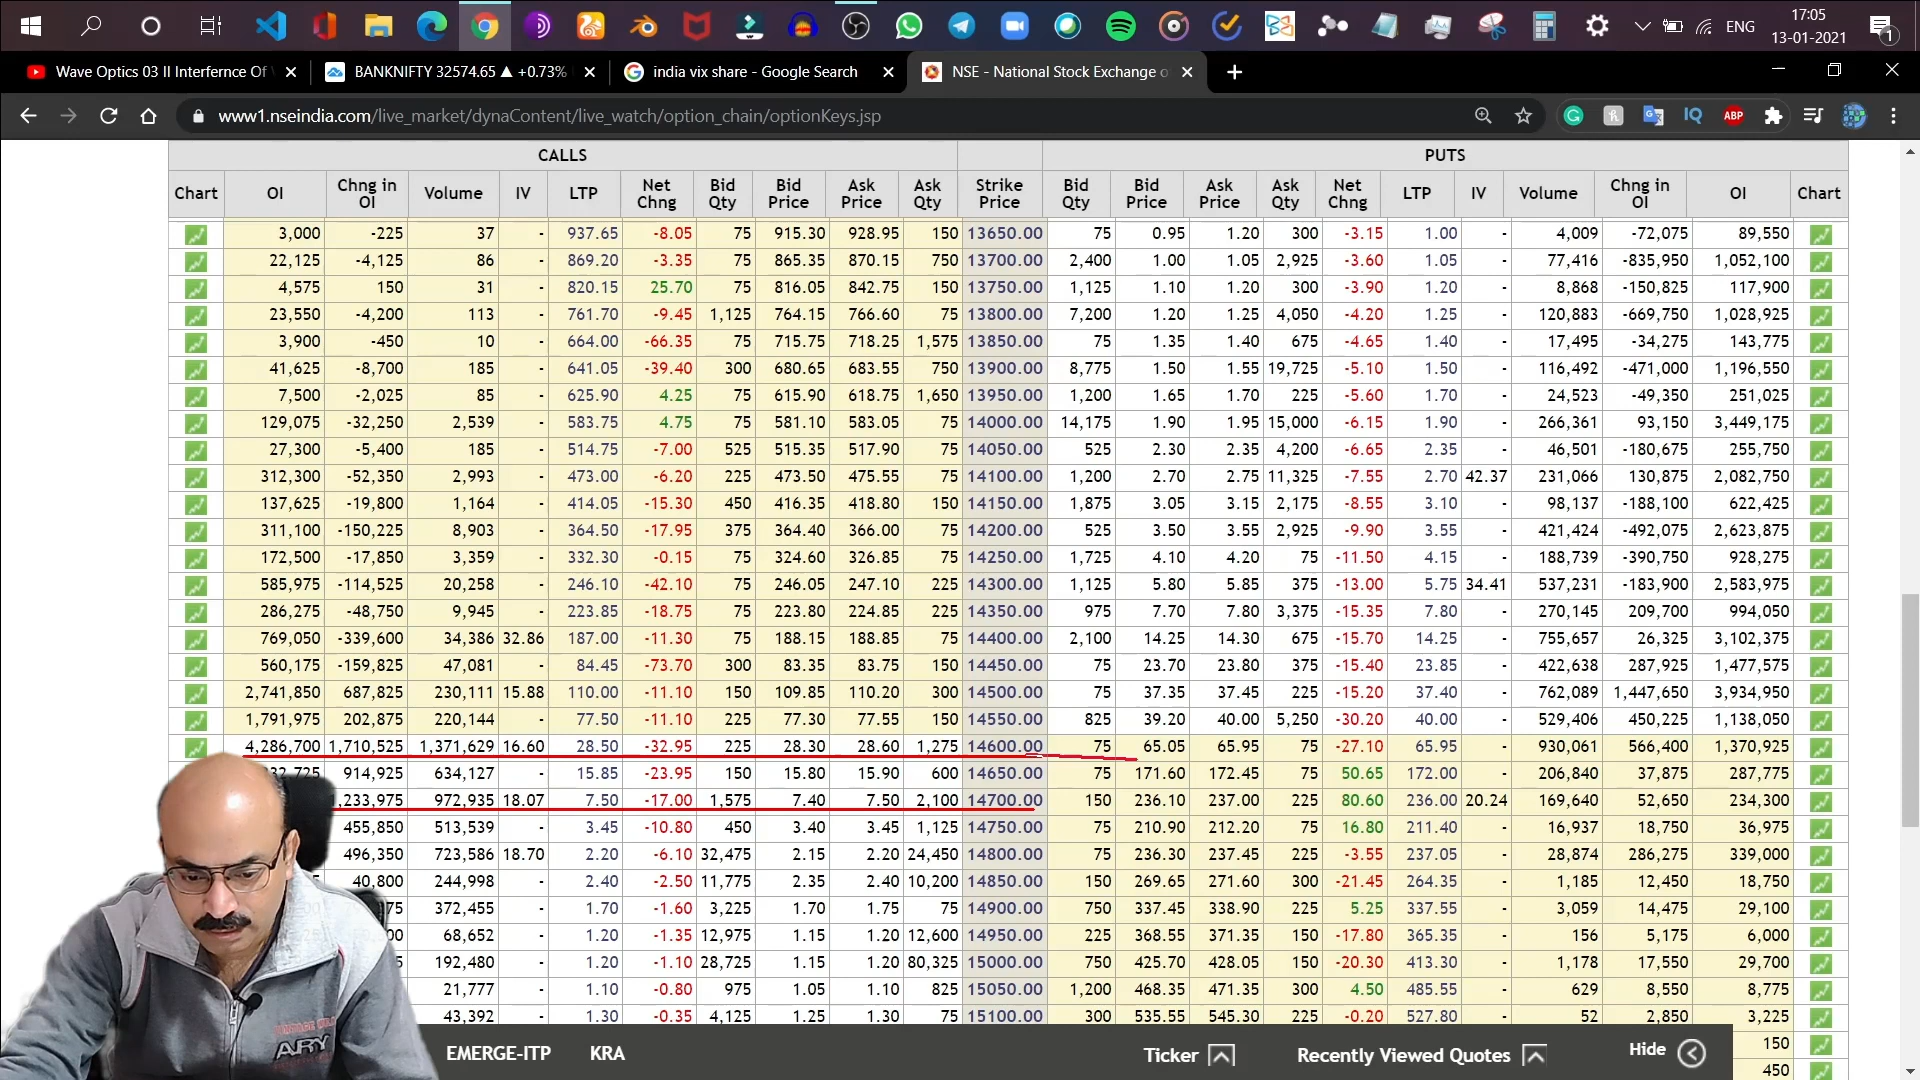 17:05
ENG
13-01-2021
1
Wave Optics 03 II Interfernce Of
BANKNIFTY 32574.65 ▲ +0.73%
india vix share - Google Search
NSE - National Stock Exchange o
www1.nseindia.com/live_market/dynaContent/live_watch/option_chain/optionKeys.jsp
IQ
ABP
CALLS PUTS
Chart OI Chng in OI Volume IV LTP Net Chng Bid Qty Bid Price Ask Price Ask Qty Strike Price Bid Qty Bid Price Ask Price Ask Qty Net Chng LTP IV Volume Chng in OI OI Chart
3,000 -225 37 - 937.65 -8.05 75 915.30 928.95 150 13650.00 75 0.95 1.20 300 -3.15 1.00 - 4,009 -72,075 89,550
22,125 -4,125 86 - 869.20 -3.35 75 865.35 870.15 750 13700.00 2,400 1.00 1.05 2,925 -3.60 1.05 - 77,416 -835,950 1,052,100
4,575 150 31 - 820.15 25.70 75 816.05 842.75 150 13750.00 1,125 1.10 1.20 300 -3.90 1.20 - 8,868 -150,825 117,900
23,550 -4,200 113 - 761.70 -9.45 1,125 764.15 766.60 75 13800.00 7,200 1.20 1.25 4,050 -4.20 1.25 - 120,883 -669,750 1,028,925
3,900 -450 10 - 664.00 -66.35 75 715.75 718.25 1,575 13850.00 75 1.35 1.40 675 -4.65 1.40 - 17,495 -34,275 143,775
41,625 -8,700 185 - 641.05 -39.40 300 680.65 683.55 750 13900.00 8,775 1.50 1.55 19,725 -5.10 1.50 - 116,492 -471,000 1,196,550
7,500 -2,025 85 - 625.90 4.25 75 615.90 618.75 1,650 13950.00 1,200 1.65 1.70 225 -5.60 1.70 - 24,523 -49,350 251,025
129,075 -32,250 2,539 - 583.75 4.75 75 581.10 583.05 75 14000.00 14,175 1.90 1.95 15,000 -6.15 1.90 - 266,361 93,150 3,449,175
27,300 -5,400 185 - 514.75 -7.00 525 515.35 517.90 75 14050.00 525 2.30 2.35 4,200 -6.65 2.35 - 46,501 -180,675 255,750
312,300 -52,350 2,993 - 473.00 -6.20 225 473.50 475.55 75 14100.00 1,200 2.70 2.75 11,325 -7.55 2.70 42.37 231,066 130,875 2,082,750
137,625 -19,800 1,164 - 414.05 -15.30 450 416.35 418.80 150 14150.00 1,875 3.05 3.15 2,175 -8.55 3.10 - 98,137 -188,100 622,425
311,100 -150,225 8,903 - 364.50 -17.95 375 364.40 366.00 75 14200.00 525 3.50 3.55 2,925 -9.90 3.55 - 421,424 -492,075 2,623,875
172,500 -17,850 3,359 - 332.30 -0.15 75 324.60 326.85 75 14250.00 1,725 4.10 4.20 75 -11.50 4.15 - 188,739 -390,750 928,275
585,975 -114,525 20,258 - 246.10 -42.10 75 246.05 247.10 225 14300.00 1,125 5.80 5.85 375 -13.00 5.75 34.41 537,231 -183,900 2,583,975
286,275 -48,750 9,945 - 223.85 -18.75 75 223.80 224.85 225 14350.00 975 7.70 7.80 3,375 -15.35 7.80 - 270,145 209,700 994,050
769,050 -339,600 34,386 32.86 187.00 -11.30 75 188.15 188.85 75 14400.00 2,100 14.25 14.30 675 -15.70 14.25 - 755,657 26,325 3,102,375
560,175 -159,825 47,081 - 84.45 -73.70 300 83.35 83.75 150 14450.00 75 23.70 23.80 375 -15.40 23.85 - 422,638 287,925 1,477,575
2,741,850 687,825 230,111 15.88 110.00 -11.10 150 109.85 110.20 300 14500.00 75 37.35 37.45 225 -15.20 37.40 - 762,089 1,447,650 3,934,950
1,791,975 202,875 220,144 - 77.50 -11.10 225 77.30 77.55 150 14550.00 825 39.20 40.00 5,250 -30.20 40.00 - 529,406 450,225 1,138,050
4,286,700 1,710,525 1,371,629 16.60 28.50 -32.95 225 28.30 28.60 1,275 14600.00 75 65.05 65.95 75 -27.10 65.95 - 930,061 566,400 1,370,925
914,925 634,127 - 15.85 -23.95 150 15.80 15.90 600 14650.00 75 171.60 172.45 75 50.65 172.00 - 206,840 37,875 287,775
,233,975 972,935 18.07 7.50 -17.00 1,575 7.40 7.50 2,100 14700.00 150 236.10 237.00 225 80.60 236.00 20.24 169,640 52,650 234,300
455,850 513,539 - 3.45 -10.80 450 3.40 3.45 1,125 14750.00 75 210.90 212.20 75 16.80 211.40 - 16,937 18,750 36,975
496,350 723,586 18.70 2.20 -6.10 32,475 2.15 2.20 24,450 14800.00 75 236.30 237.45 225 -3.55 237.05 - 28,874 286,275 339,000
40,800 244,998 - 2.40 -2.50 11,775 2.35 2.40 10,200 14850.00 150 269.65 271.60 300 -21.45 264.35 - 1,185 12,450 18,750
75 372,455 - 1.70 -1.60 3,225 1.70 1.75 75 14900.00 750 337.45 338.90 225 5.25 337.55 - 3,059 14,475 29,100
00 68,652 - 1.20 -1.35 12,975 1.15 1.20 12,600 14950.00 225 368.55 371.35 150 -17.80 365.35 - 156 5,175 6,000
5 192,480 - 1.20 -1.10 28,725 1.15 1.20 80,325 15000.00 750 425.70 428.05 150 -20.30 413.30 - 1,178 17,550 29,700
21,777 - 1.10 -0.80 975 1.05 1.10 825 15050.00 1,200 468.35 471.35 300 4.50 485.55 - 629 8,550 8,775
43,392 - 1.30 -0.35 4,125 1.25 1.30 75 15100.00 300 535.55 545.30 225 -0.20 527.80 - 52 2,850 3,225
150
450
EMERGE-ITP KRA Ticker Recently Viewed Quotes Hide
ARY